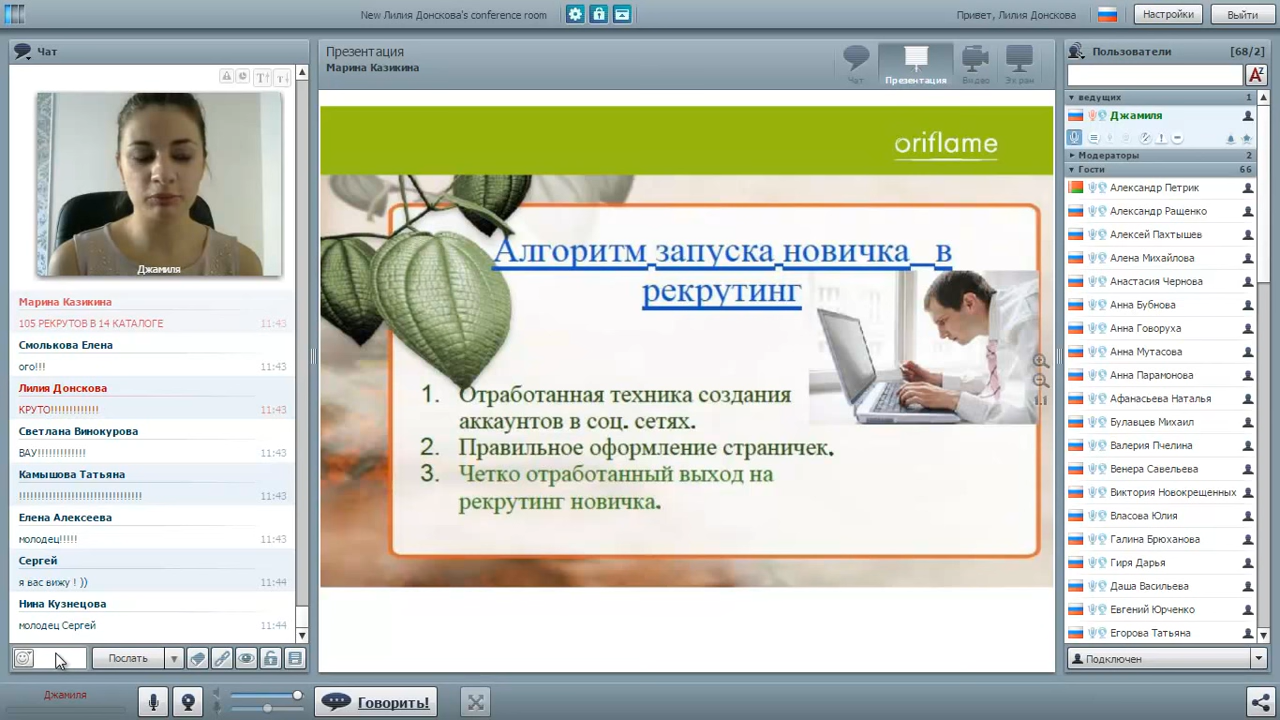 New Лилия Донскова's conference room
Привет, Лилия Донскова
Настройки
Выйти
Чат
Джамиля
Марина Казикина
105 РЕКРУТОВ В 14 КАТАЛОГЕ 11:43
Смолькова Елена
ого!!! 11:43
Лилия Донскова
КРУТО!!!!!!!!!!!!! 11:43
Светлана Винокурова
ВАУ!!!!!!!!!!!! 11:43
Камышова Татьяна
!!!!!!!!!!!!!!!!!!!!!!!!!!!!!!!!! 11:43
Елена Алексеева
молодец!!!!! 11:43
Сергей
я вас вижу ! )) 11:44
Нина Кузнецова
молодец Сергей 11:44
Послать
Джамиля
Говорить!
Презентация
Марина Казикина
Чат
Презентация
Видео
Экран
oriflame
Алгоритм запуска новичка в
рекрутинг
1. Отработанная техника создания
аккаунтов в соц. сетях.
2. Правильное оформление страничек.
3. Четко отработанный выход на
рекрутинг новичка.
1:1
Пользователи [68/2]
ведущих 1
Джамиля
Модераторы 2
Гости 66
Александр Петрик
Александр Ращенко
Алексей Пахтышев
Алена Михайлова
Анастасия Чернова
Анна Бубнова
Анна Говоруха
Анна Мутасова
Анна Парамонова
Афанасьева Наталья
Булавцев Михаил
Валерия Пчелина
Венера Савельева
Виктория Новокрещенных
Власова Юлия
Галина Брюханова
Гиря Дарья
Даша Васильева
Евгений Юрченко
Егорова Татьяна
Подключен